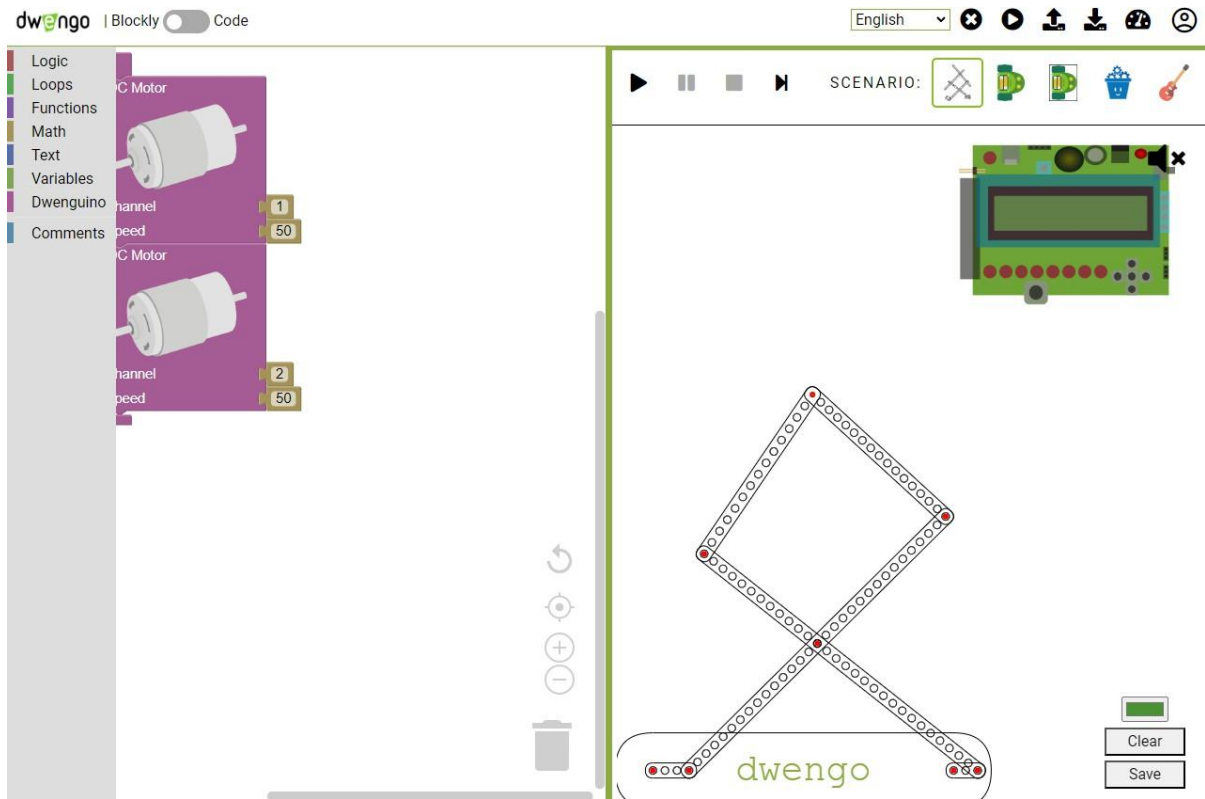 dwengo | Blockly Code
English
Logic
Loops
Functions
Math
Text
Variables
Dwenguino
Comments
C Motor
hannel 1
peed 50
C Motor
hannel 2
peed 50
SCENARIO:
dwengo
Clear
Save